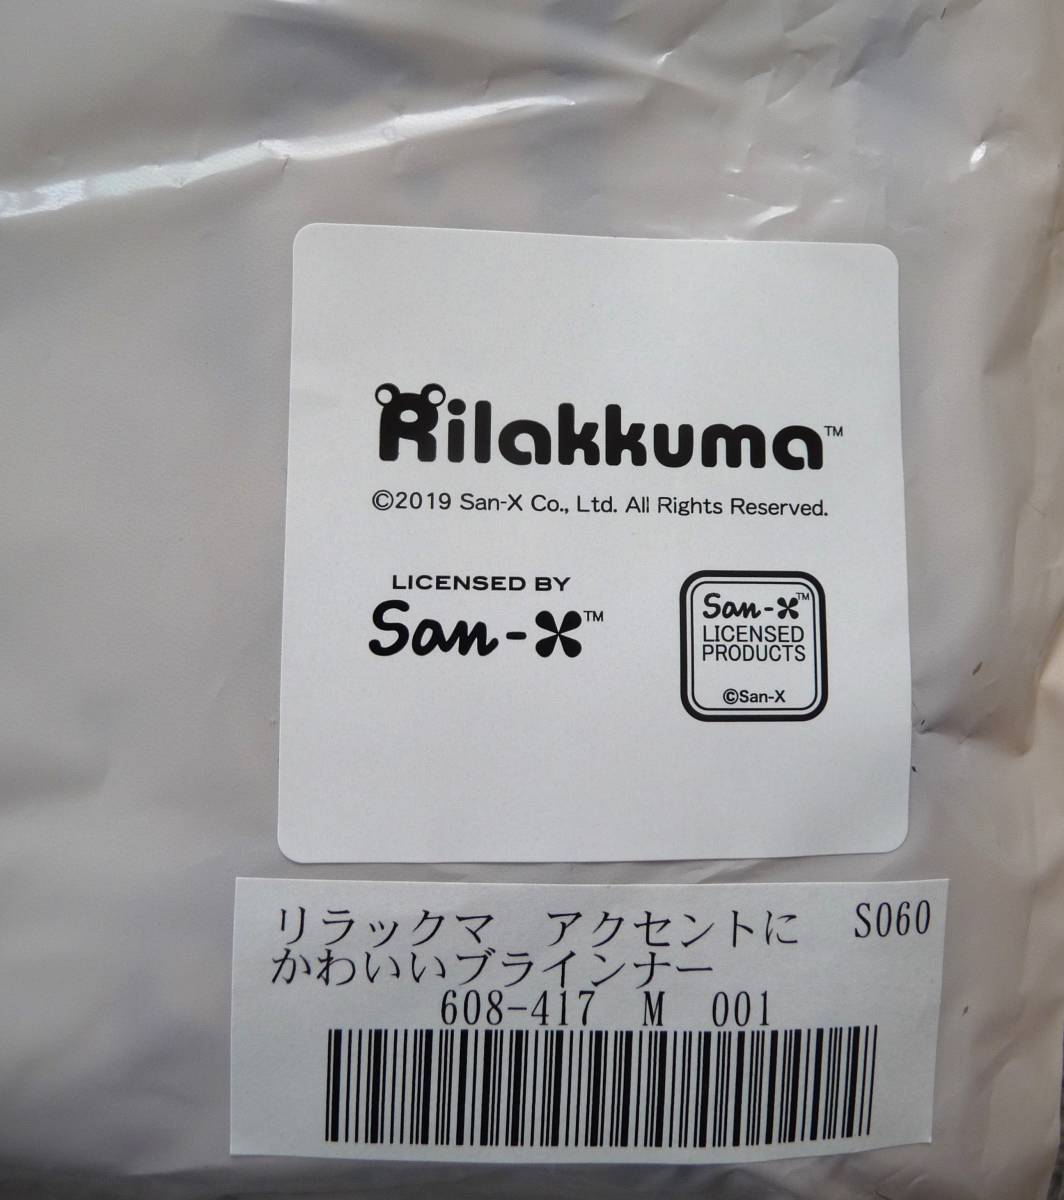 Rilakkuma™
©2019 San-X Co., Ltd. All Rights Reserved.
LICENSED BY
San-X™
San-X™
LICENSED
PRODUCTS
©San-X
リラックマ　アクセントに　S060
かわいいブラインナー
608-417 M 001